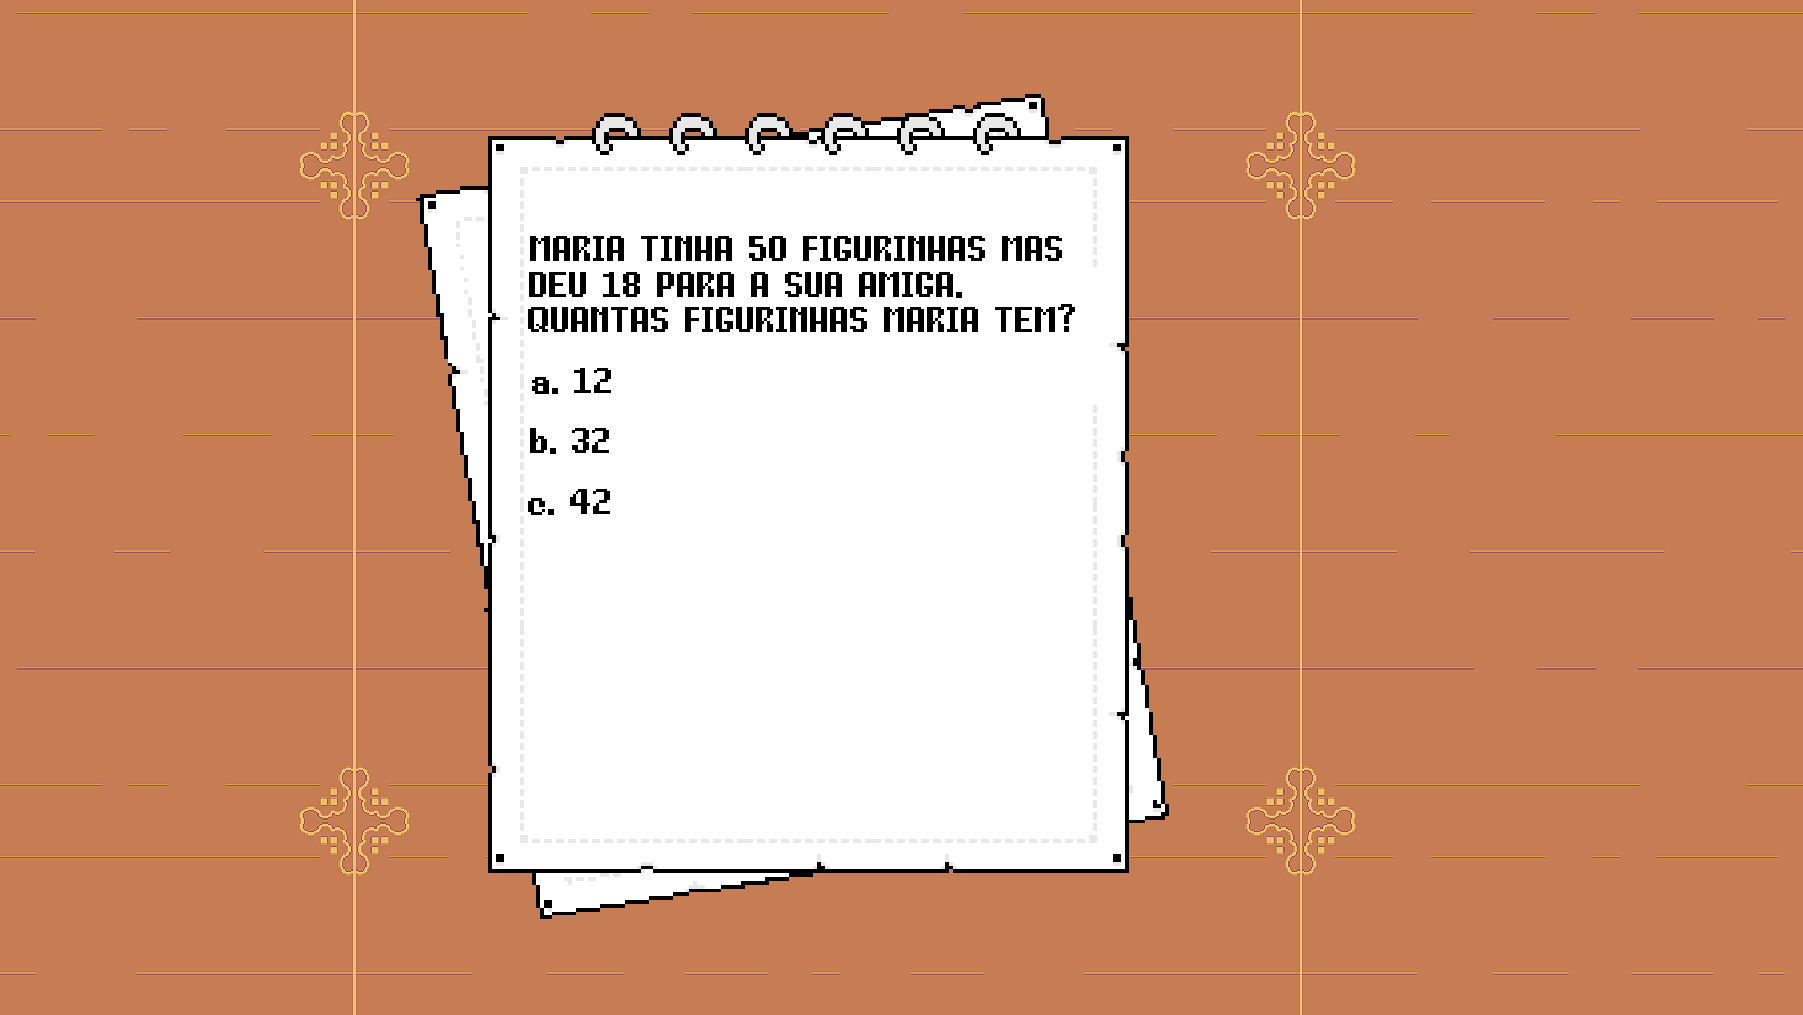 MARIA TINHA 50 FIGURINHAS MAS
DEU 18 PARA A SUA AMIGA.
QUANTAS FIGURINHAS MARIA TEM?
a. 12
b. 32
c. 42